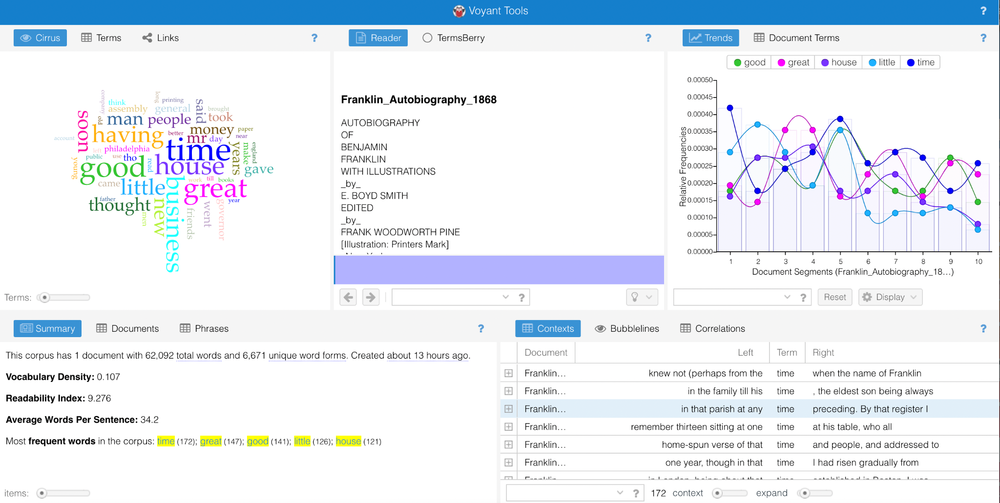 Voyant Tools ?
Cirrus Terms Links ?
company
long
printing
think
assembly
general
said
brought
took
soon
old
man
people
money
paper
having
better
mr
day
near
account
left
philadelphia
time
years
make
england
public
use
tho
young
good
read
house
gave
came
little
work
till
books
business
great
father
thought
year
new
men
friends
went
governor
Terms:
Reader TermsBerry ?
Franklin_Autobiography_1868
AUTOBIOGRAPHY
OF
BENJAMIN
FRANKLIN
WITH ILLUSTRATIONS
_by_
E. BOYD SMITH
EDITED
_by_
FRANK WOODWORTH PINE
[Illustration: Printers Mark]
?
Trends Document Terms ?
good great house little time
Relative Frequencies
0.00050
0.00045
0.00040
0.00035
0.00030
0.00025
0.00020
0.00015
0.00010
0.00005
0.00000
1 2 3 4 5 6 7 8 9 10
Document Segments (Franklin_Autobiography_18…)
? Reset Display
Summary Documents Phrases ?
This corpus has 1 document with 62,092 total words and 6,671 unique word forms. Created about 13 hours ago.
Vocabulary Density: 0.107
Readability Index: 9.276
Average Words Per Sentence: 34.2
Most frequent words in the corpus: time (172); great (147); good (141); little (126); house (121)
items:
Contexts Bubblelines Correlations ?
Document Left Term Right
Franklin… knew not (perhaps from the time when the name of Franklin
Franklin… in the family till his time , the eldest son being always
Franklin… in that parish at any time preceding. By that register I
Franklin… remember thirteen sitting at one time at his table, who all
Franklin… home-spun verse of that time and people, and addressed to
Franklin… one year, though in that time I had risen gradually from
Franklin… in London, being about that time established in Boston, I was
? 172 context expand